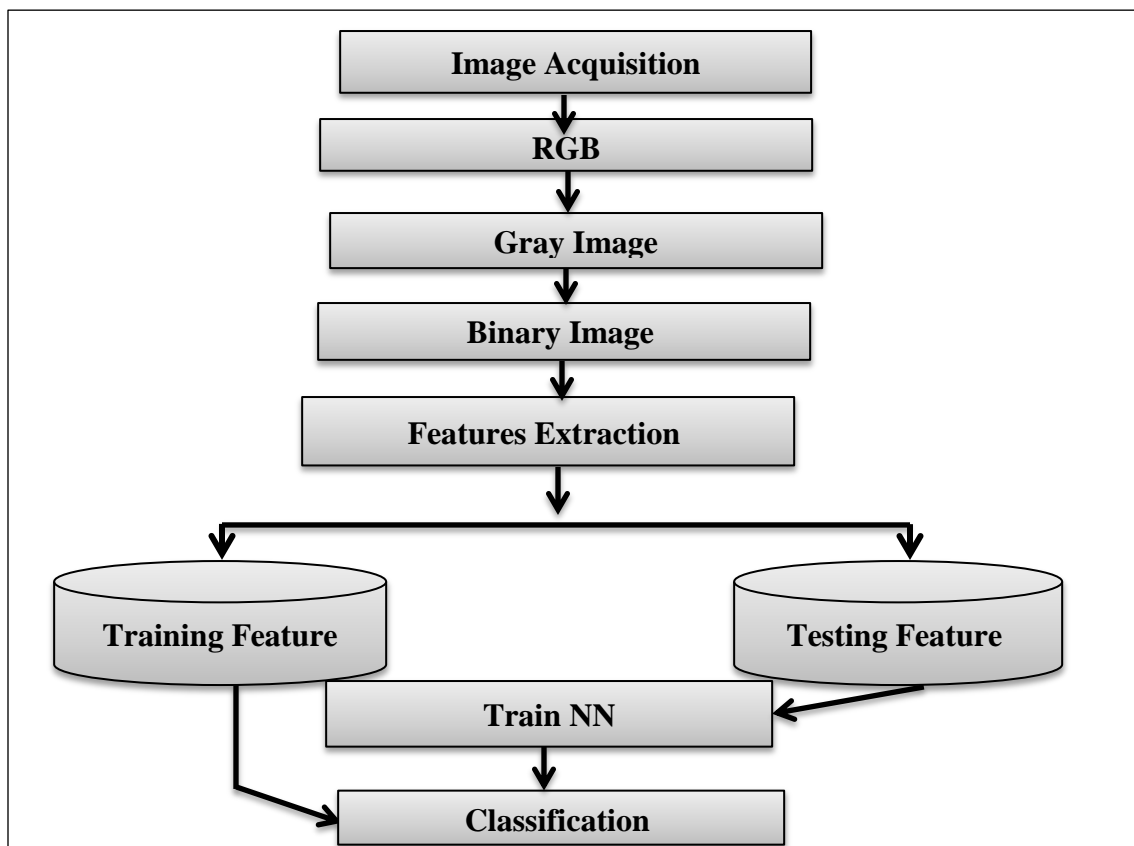 Image Acquisition
RGB
Gray Image
Binary Image
Features Extraction
Training Feature
Testing Feature
Train NN
Classification